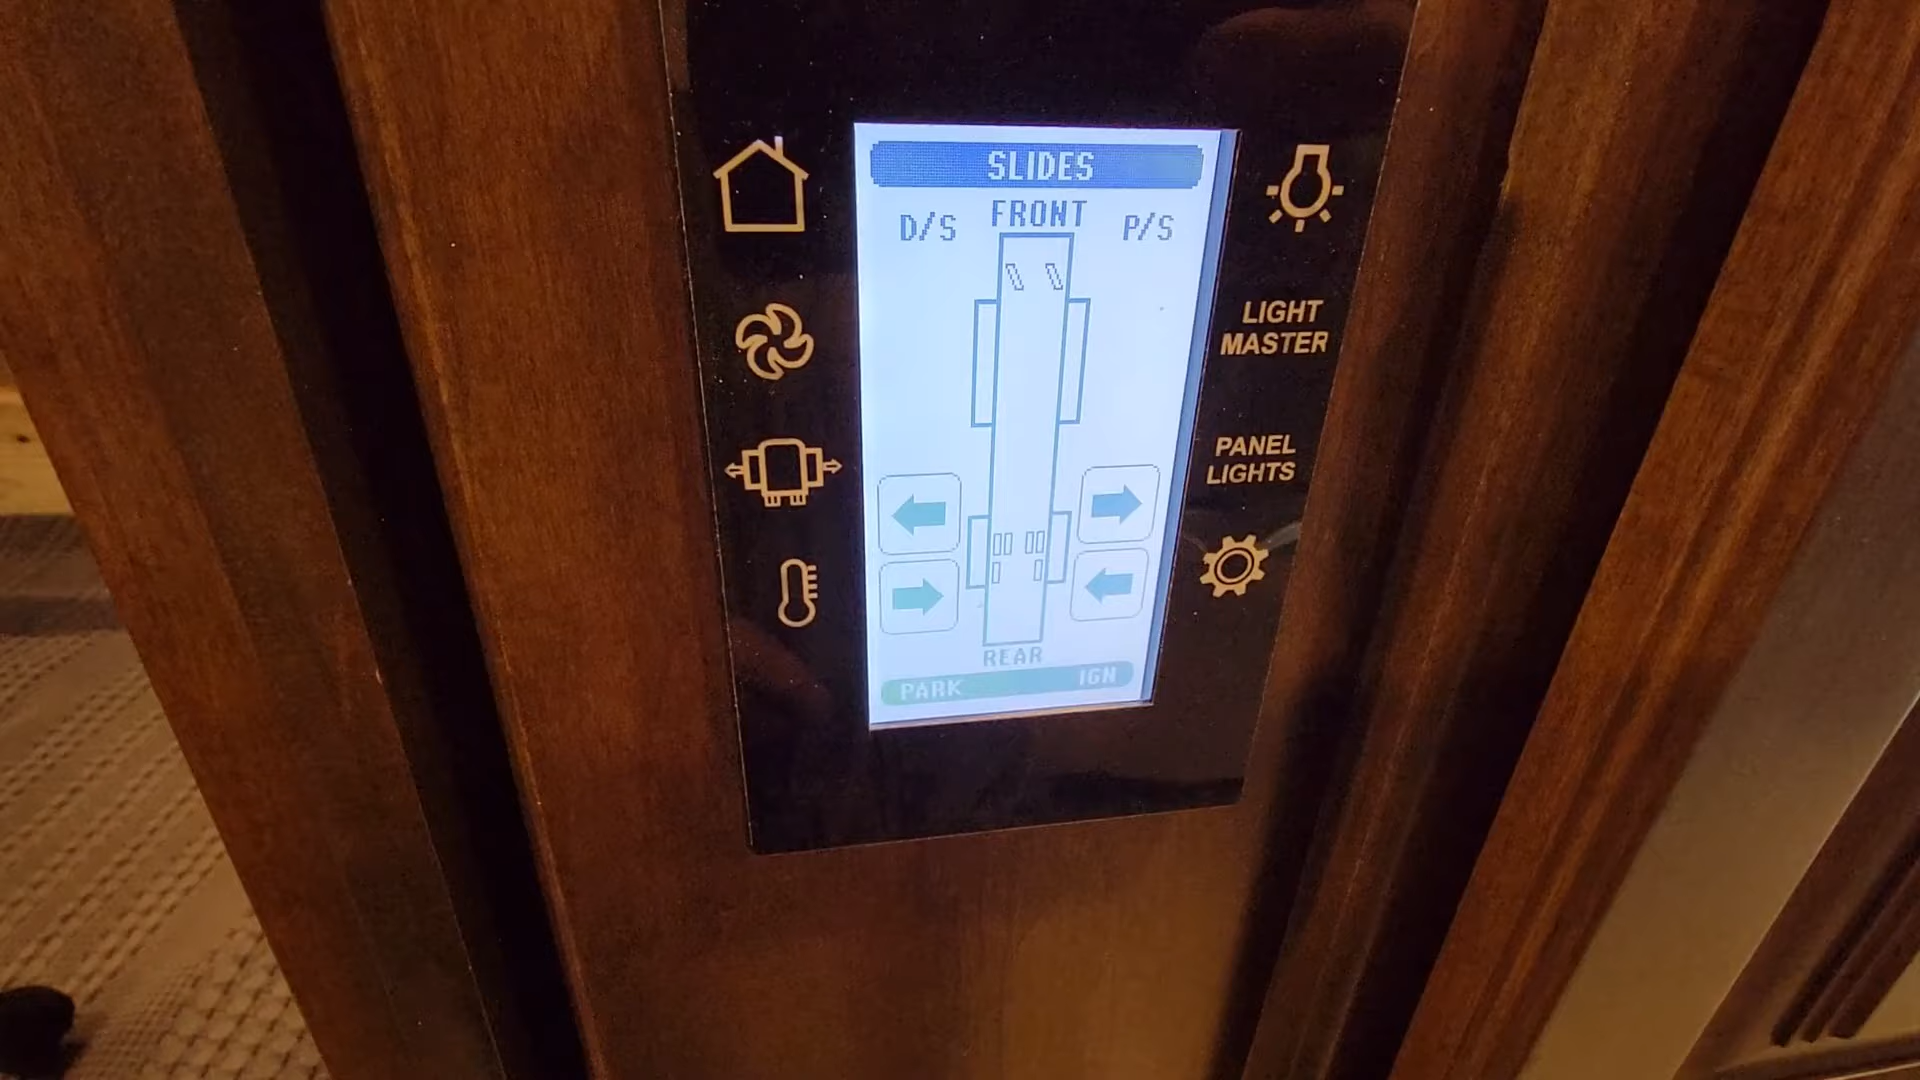 SLIDES
FRONT
D/S P/S
LIGHT
MASTER
PANEL
LIGHTS
REAR
PARK IGN